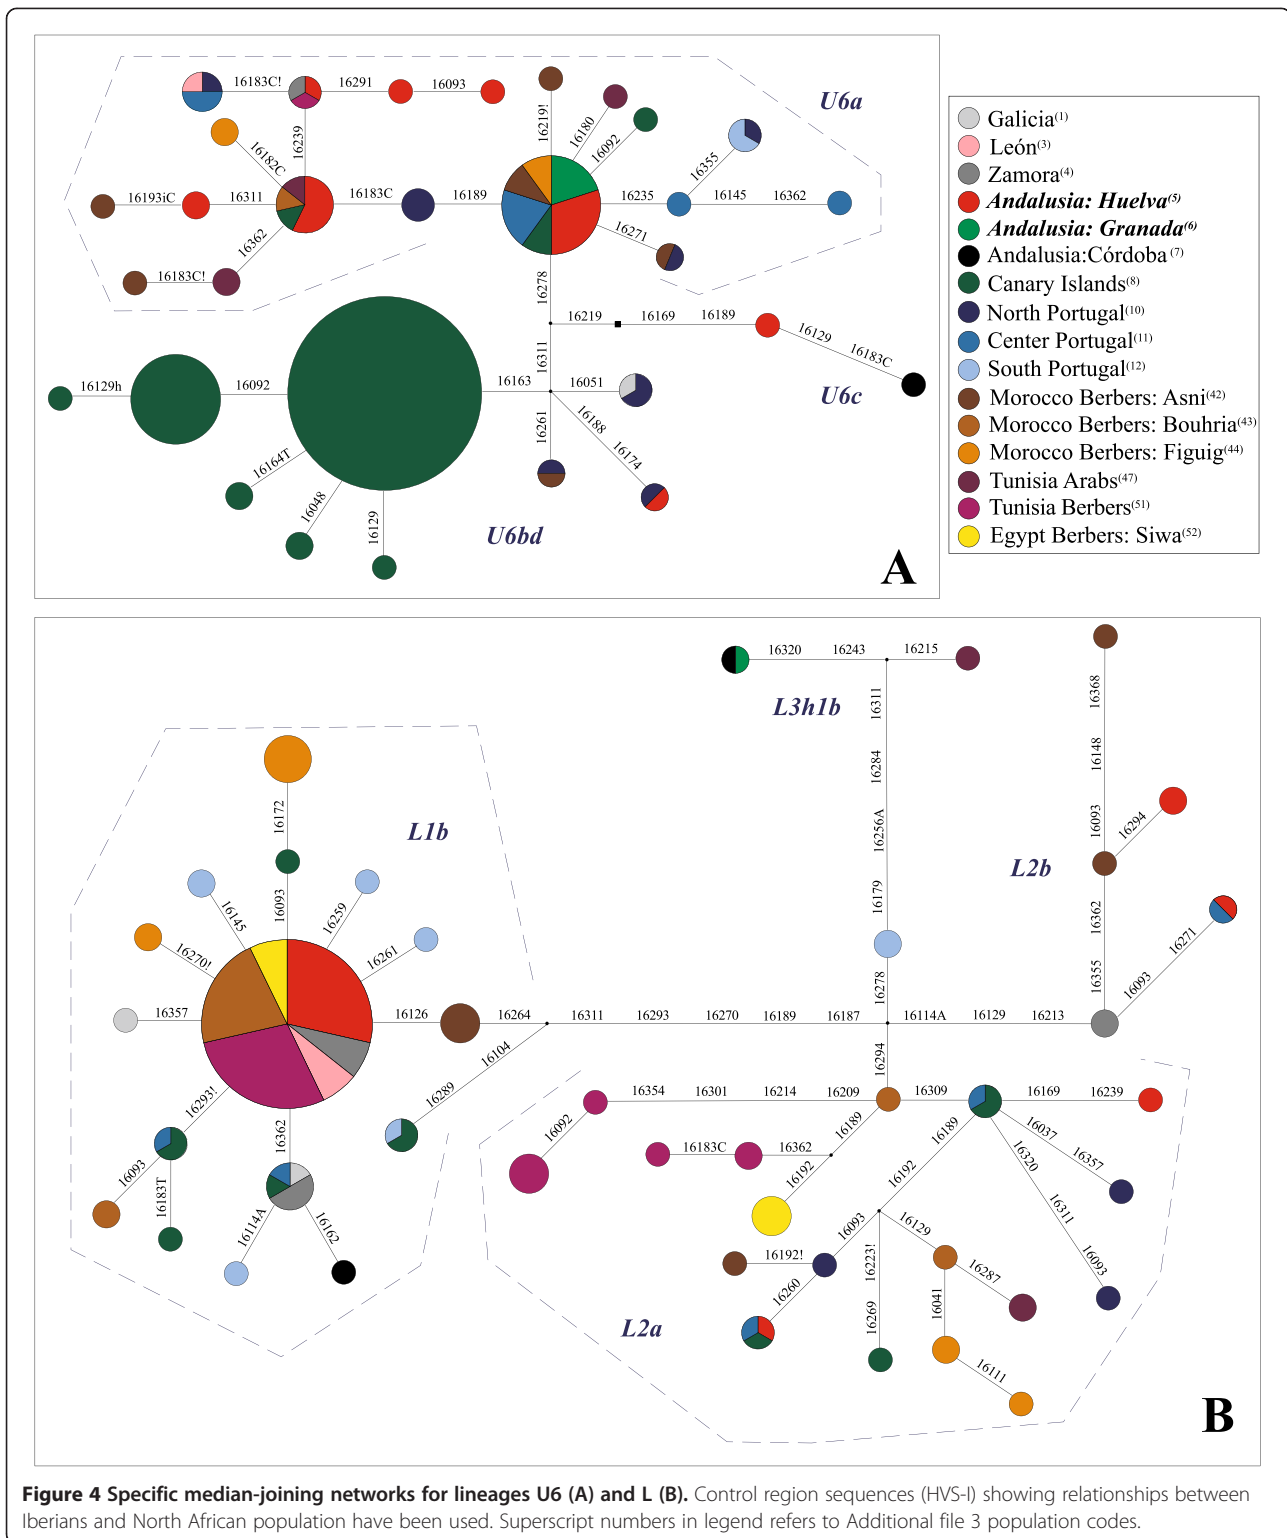 16183C!
16291
16093
16239
16182C
16193iC
16311
16183C
16189
16362
16183C!
16219!
16180
16092
16355
16235
16145
16362
16271
U6a
16278
16219
16169
16189
16129
16183C
U6c
16311
16163
16051
16188
16174
16261
16129h
16092
16164T
16048
16129
U6bd
A
Galicia(1)
León(3)
Zamora(4)
Andalusia: Huelva(5)
Andalusia: Granada(6)
Andalusia:Córdoba (7)
Canary Islands(8)
North Portugal(10)
Center Portugal(11)
South Portugal(12)
Morocco Berbers: Asni(42)
Morocco Berbers: Bouhria(43)
Morocco Berbers: Figuig(44)
Tunisia Arabs(47)
Tunisia Berbers(51)
Egypt Berbers: Siwa(52)
16320
16243
16215
L3h1b
16311
16284
16256A
16179
16278
16368
16148
16093
16294
L2b
16362
16355
16271
16093
16172
L1b
16093
16145
16259
16270!
16261
16357
16126
16264
16311
16293
16270
16189
16187
16114A
16129
16213
16104
16289
16293!
16362
16093
16183T
16114A
16162
16294
16354
16301
16214
16209
16309
16169
16239
16092
16189
16183C
16362
16192
16189
16192
16037
16357
16320
16311
16093
16093
16129
16192!
16260
16223!
16269
16287
16041
16111
L2a
B
Figure 4 Specific median-joining networks for lineages U6 (A) and L (B). Control region sequences (HVS-I) showing relationships between
Iberians and North African population have been used. Superscript numbers in legend refers to Additional file 3 population codes.